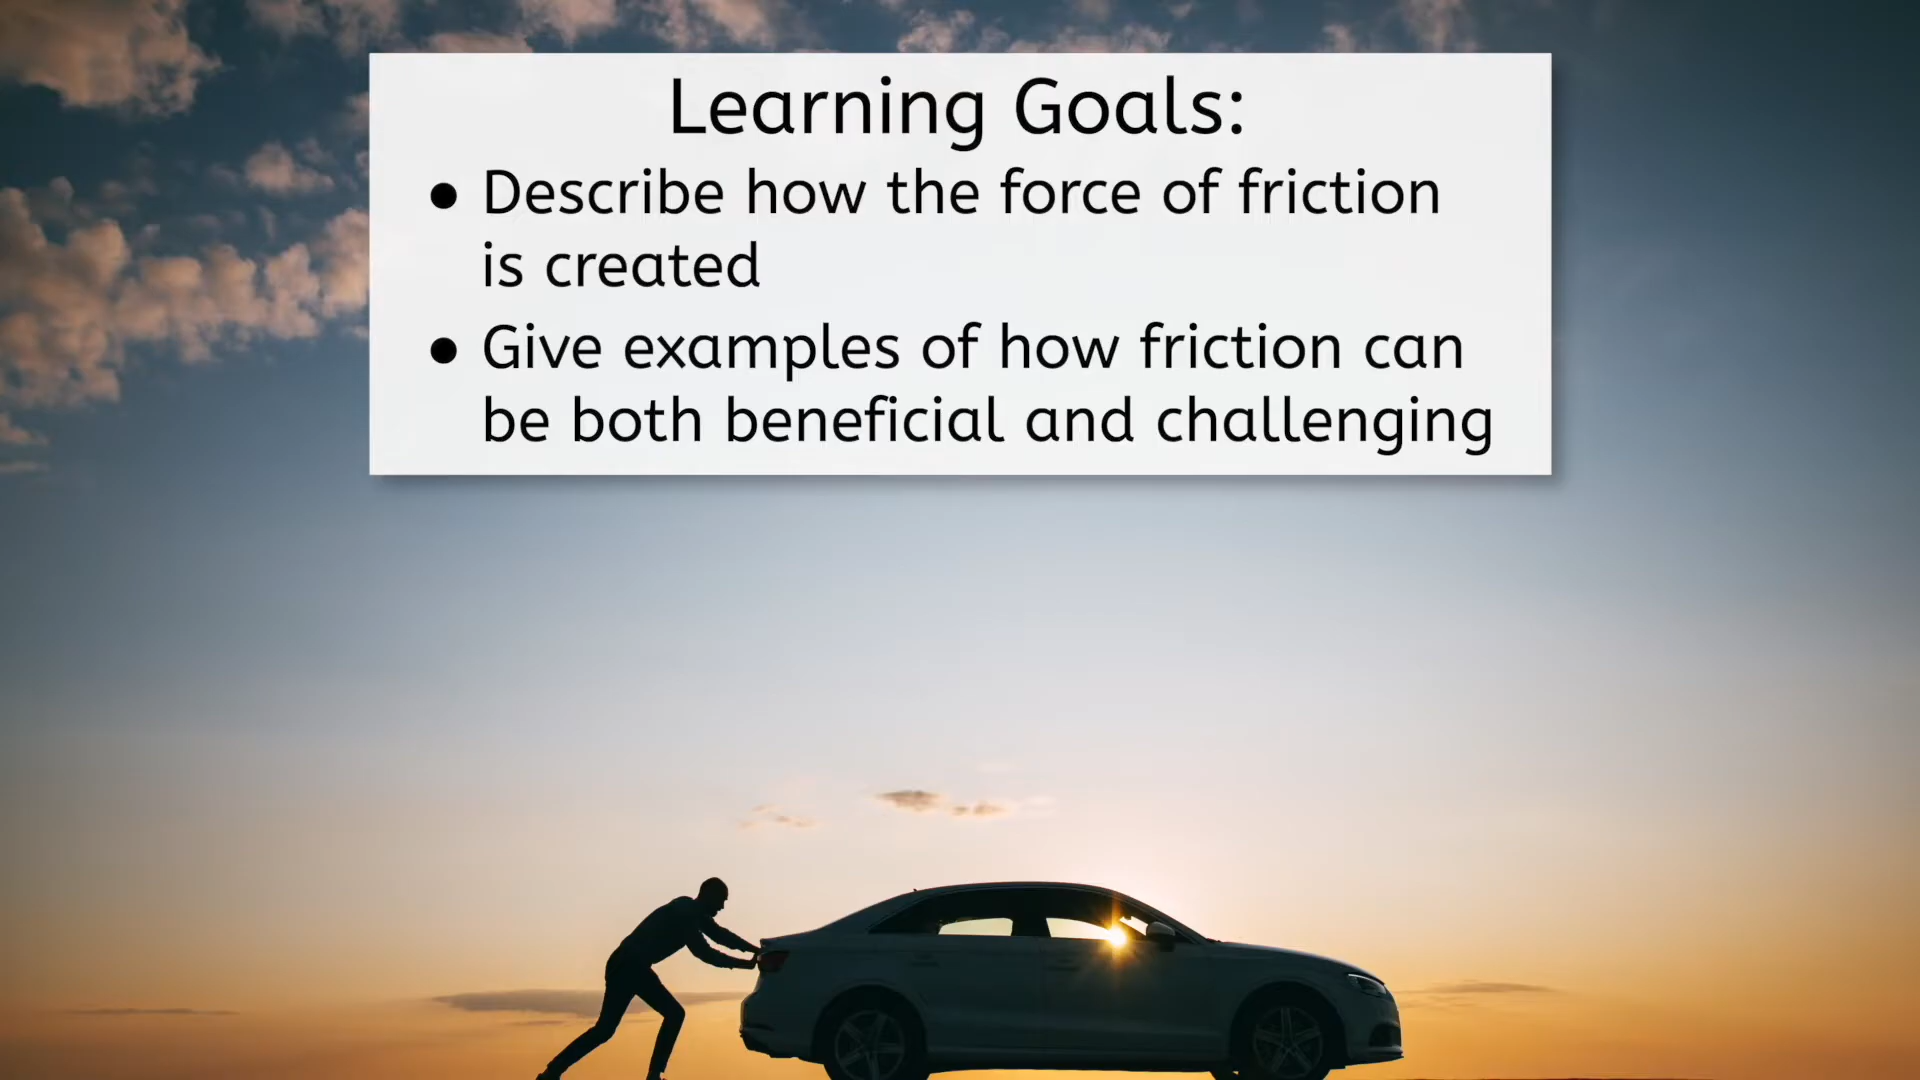 Learning Goals:
● Describe how the force of friction
is created
● Give examples of how friction can
be both beneficial and challenging